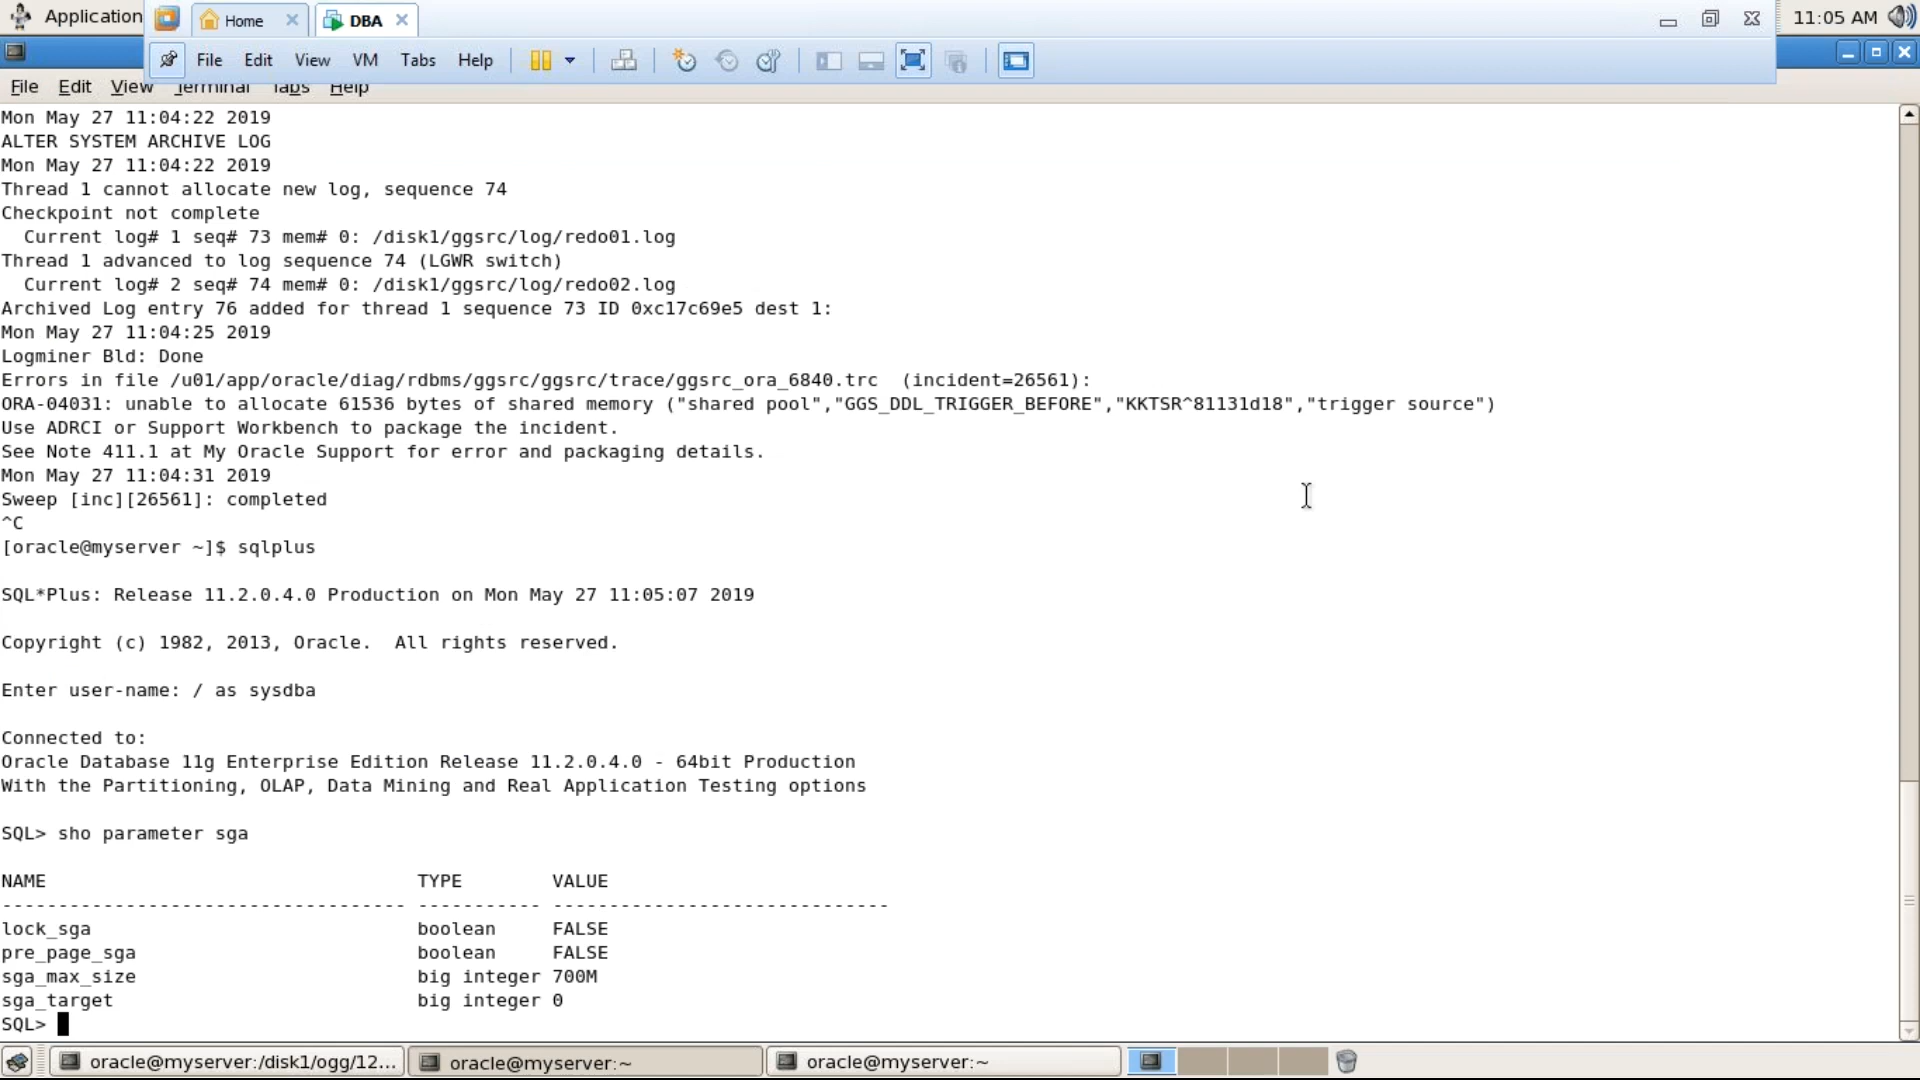 Application
Home
DBA
11:05 AM
File Edit View VM Tabs Help
File Edit View Terminal Tabs Help
Mon May 27 11:04:22 2019
ALTER SYSTEM ARCHIVE LOG
Mon May 27 11:04:22 2019
Thread 1 cannot allocate new log, sequence 74
Checkpoint not complete
  Current log# 1 seq# 73 mem# 0: /disk1/ggsrc/log/redo01.log
Thread 1 advanced to log sequence 74 (LGWR switch)
  Current log# 2 seq# 74 mem# 0: /disk1/ggsrc/log/redo02.log
Archived Log entry 76 added for thread 1 sequence 73 ID 0xc17c69e5 dest 1:
Mon May 27 11:04:25 2019
Logminer Bld: Done
Errors in file /u01/app/oracle/diag/rdbms/ggsrc/ggsrc/trace/ggsrc_ora_6840.trc  (incident=26561):
ORA-04031: unable to allocate 61536 bytes of shared memory ("shared pool","GGS_DDL_TRIGGER_BEFORE","KKTSR^81131d18","trigger source")
Use ADRCI or Support Workbench to package the incident.
See Note 411.1 at My Oracle Support for error and packaging details.
Mon May 27 11:04:31 2019
Sweep [inc][26561]: completed
^C
[oracle@myserver ~]$ sqlplus
SQL*Plus: Release 11.2.0.4.0 Production on Mon May 27 11:05:07 2019
Copyright (c) 1982, 2013, Oracle.  All rights reserved.
Enter user-name: / as sysdba
Connected to:
Oracle Database 11g Enterprise Edition Release 11.2.0.4.0 - 64bit Production
With the Partitioning, OLAP, Data Mining and Real Application Testing options
SQL> sho parameter sga
NAME                                 TYPE        VALUE
------------------------------------ ----------- ------------------------------
lock_sga                             boolean     FALSE
pre_page_sga                         boolean     FALSE
sga_max_size                         big integer 700M
sga_target                           big integer 0
SQL>
oracle@myserver:/disk1/ogg/12... oracle@myserver:~ oracle@myserver:~